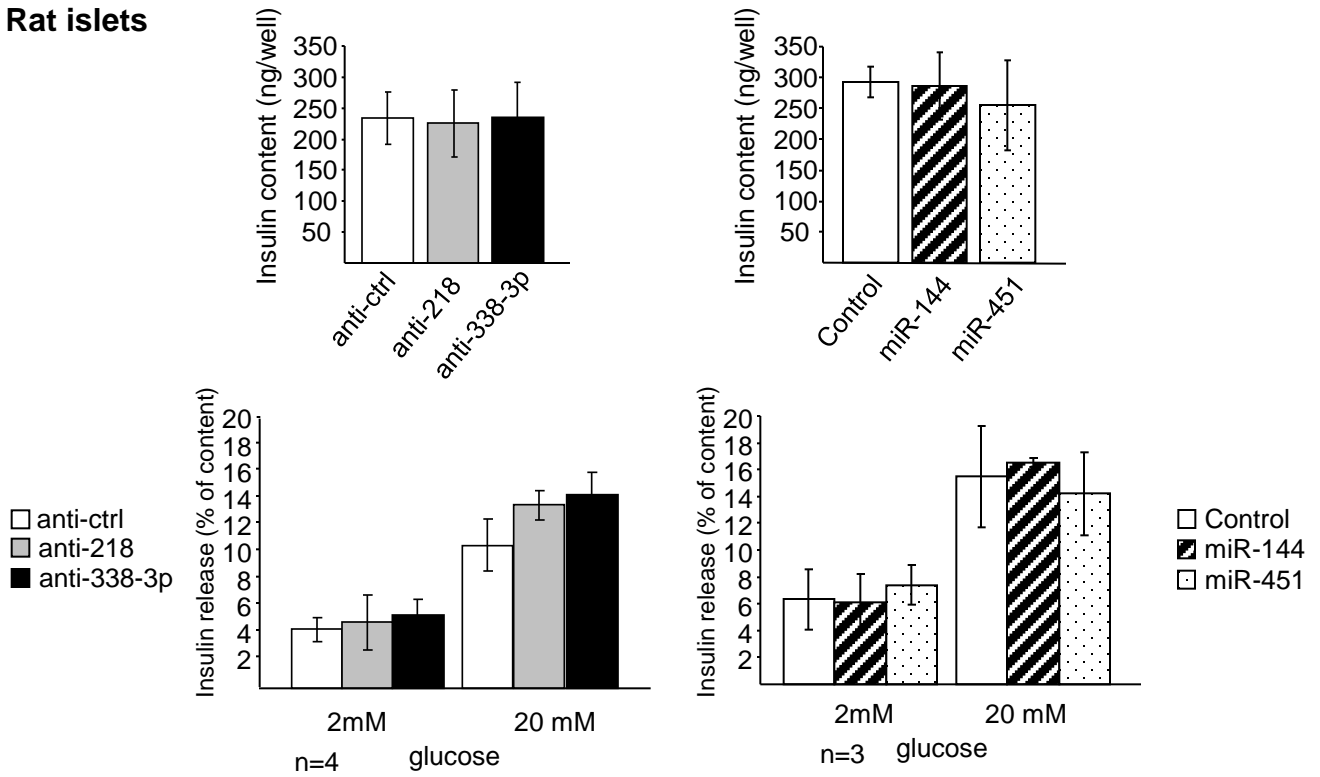 Rat islets
Insulin content (ng/well)
350
300
250
200
150
100
50
anti-ctrl
anti-218
anti-338-3p
Insulin content (ng/well)
350
300
250
200
150
100
50
Control
miR-144
miR-451
anti-ctrl
anti-218
anti-338-3p
Insulin release (% of content)
20
18
16
14
12
10
8
6
4
2
2mM
20 mM
n=4
glucose
Insulin release (% of content)
20
18
16
14
12
10
8
6
4
2
2mM
20 mM
n=3
glucose
Control
miR-144
miR-451